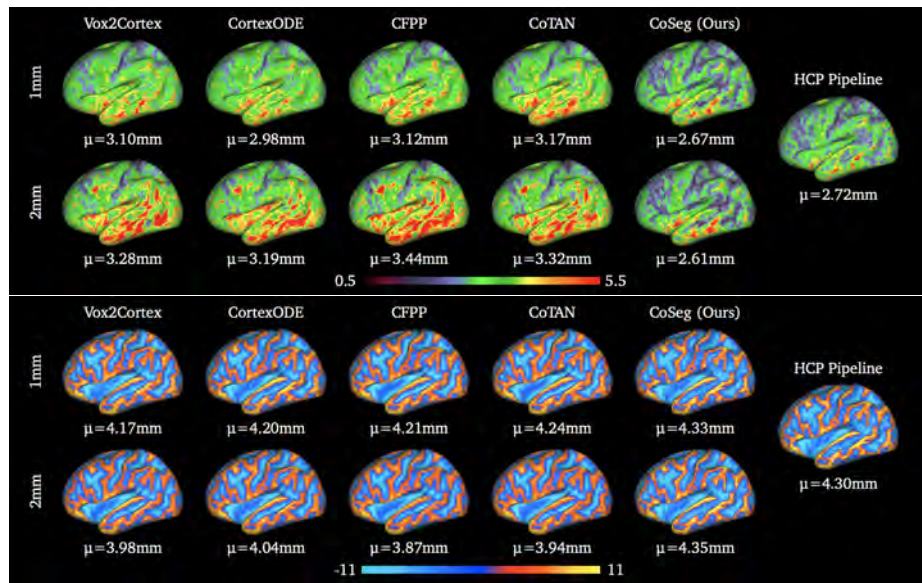 Vox2Cortex CortexODE CFPP CoTAN CoSeg (Ours)
1mm
HCP Pipeline
μ=3.10mm μ=2.98mm μ=3.12mm μ=3.17mm μ=2.67mm
2mm
μ=2.72mm
μ=3.28mm μ=3.19mm μ=3.44mm μ=3.32mm μ=2.61mm
0.5 5.5
Vox2Cortex CortexODE CFPP CoTAN CoSeg (Ours)
1mm
HCP Pipeline
μ=4.17mm μ=4.20mm μ=4.21mm μ=4.24mm μ=4.33mm
2mm
μ=4.30mm
μ=3.98mm μ=4.04mm μ=3.87mm μ=3.94mm μ=4.35mm
-11 11